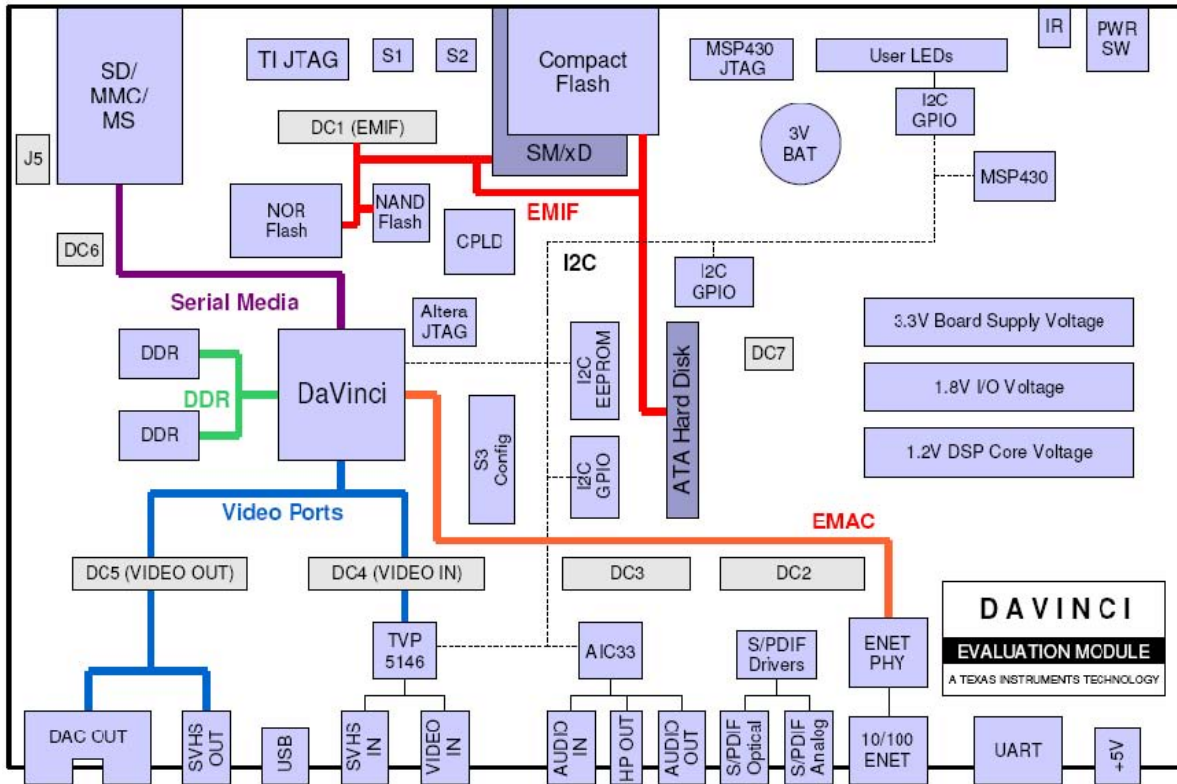 SD/
MMC/
MS
TI JTAG
S1
S2
Compact
Flash
MSP430
JTAG
User LEDs
IR
PWR
SW
I2C
GPIO
DC1 (EMIF)
3V
BAT
J5
SM/xD
MSP430
NOR
Flash
NAND
Flash
EMIF
CPLD
DC6
I2C
I2C
GPIO
Serial Media
Altera
JTAG
3.3V Board Supply Voltage
DDR
DaVinci
I2C
EEPROM
ATA Hard Disk
DC7
DDR
1.8V I/O Voltage
DDR
S3
Config
I2C
GPIO
1.2V DSP Core Voltage
Video Ports
EMAC
DC5 (VIDEO OUT)
DC4 (VIDEO IN)
DC3
DC2
DAVINCI
EVALUATION MODULE
A TEXAS INSTRUMENTS TECHNOLOGY
TVP
5146
AIC33
S/PDIF
Drivers
ENET
PHY
DAC OUT
SVHS
OUT
USB
SVHS
IN
VIDEO
IN
AUDIO
IN
HP OUT
AUDIO
OUT
S/PDIF
Optical
S/PDIF
Analog
10/100
ENET
UART
+5V